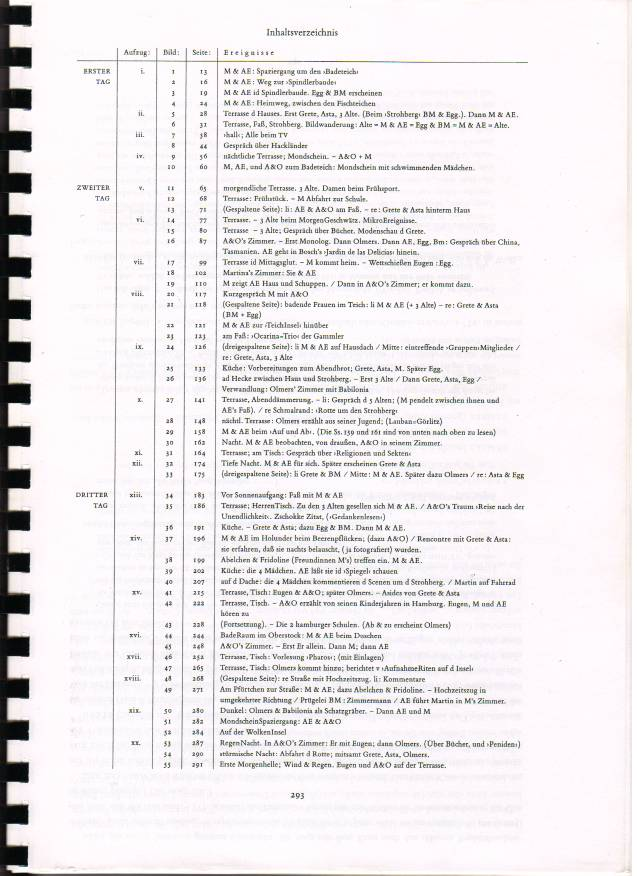 Inhaltsverzeichnis
Aufzug: Bild: Seite: Ereignisse
ERSTER i. 1 13 M & AE: Spaziergang um den ›Badeteich‹
TAG 2 16 M & AE: Weg zur ›Spindlerbaude‹
3 19 M & AE id Spindlerbaude. Egg & BM erscheinen
4 24 M & AE: Heimweg, zwischen den Fischteichen
ii. 5 28 Terrasse d Hauses. Erst Grete, Asta, 3 Alte. (Beim ›Strohberg‹ BM & Egg.). Dann M & AE.
6 32 Terrasse, Faß, Strohberg. Bildwanderung: Alte = M & AE = Egg & BM = M & AE = Alte.
iii. 7 38 ›hall‹; Alle beim TV
8 44 Gespräch über Hackländer
iv. 9 56 nächtliche Terrasse; Mondschein. – A&O + M
10 60 M, AE, und A&O zum Badeteich: Mondschein mit schwimmenden Mädchen.
ZWEITER v. 11 65 morgendliche Terrasse. 3 Alte. Damen beim Frühsport.
TAG 12 68 Terrasse: Frühstück. – M Abfahrt zur Schule.
13 71 (Gespaltene Seite): li: AE & A&O am Faß. – re: Grete & Asta hinterm Haus
vi. 14 77 Terrasse. – 3 Alte beim MorgenGeschwätz. MikroEreignisse.
15 80 Terrasse – 3 Alte; Gespräch über Bücher. Modenschau d Grete.
16 87 A&O's Zimmer. – Erst Monolog. Dann Olmers. Dann AE, Egg, Bm: Gespräch über China,
Tasmanien. AE geht in Bosch's ›Jardin de las Delicias‹ hinein.
vii. 17 99 Terrasse id Mittagsglut. – M kommt heim. – Wettschießen Eugen : Egg.
18 102 Martina's Zimmer: Sie & AE
19 110 M zeigt AE Haus und Schuppen. / Dann in A&O's Zimmer; er kommt dazu.
viii. 20 117 Kurzgespräch M mit A&O
21 118 (Gespaltene Seite): badende Frauen im Teich: li M & AE (+ 3 Alte) – re: Grete & Asta
(BM + Egg)
22 121 M & AE zur ›TeichInsel‹ hinüber
23 123 am Faß: ›Ocarina=Trio‹ der Gammler
ix. 24 126 (dreigespaltene Seite): li M & AE auf Hausdach / Mitte: eintreffende ›Gruppen‹Mitglieder /
re: Grete, Asta, 3 Alte
25 133 Küche: Vorbereitungen zum Abendbrot; Grete, Asta, M. Später Egg.
26 136 ad Hecke zwischen Haus und Strohberg. – Erst 3 Alte / Dann Grete, Asta, Egg /
Verwandlung: Olmers' Zimmer mit Babilonia
x. 27 141 Terrasse, Abenddämmerung. – li: Gespräch d 5 Alten; (M pendelt zwischen ihnen und
AE's Faß). / re Schmalrand: ›Rotte um den Strohberg‹
28 148 nächtl. Terrasse: Olmers erzählt aus seiner Jugend; (Lauban=Görlitz)
29 158 M & AE beim ›Auf und Ab‹. (Die Ss. 159 und 161 sind von unten nach oben zu lesen)
30 162 Nacht. M & AE beobachten, von draußen, A&O in seinem Zimmer.
xi. 31 164 Terrasse; am Tisch: Gespräch über ›Religionen und Sekten‹
xii. 32 174 Tiefe Nacht. M & AE für sich. Später erscheinen Grete & Asta
33 175 (dreigespaltene Seite): li Grete & BM / Mitte: M & AE. Später dazu Olmers / re: Asta & Egg
DRITTER xiii. 34 183 Vor Sonnenaufgang: Faß mit M & AE
TAG 35 186 Terrasse; HerrenTisch. Zu den 3 Alten gesellen sich M & AE. / A&O's Traum ›Reise nach der
Unendlichkeit‹. Zschokke Zitat, (›Gedankenlesen‹)
36 191 Küche. – Grete & Asta; dazu Egg & BM. Dann M & AE.
xiv. 37 196 M & AE im Holunder beim Beerenpflücken; (dazu A&O) / Rencontre mit Grete & Asta:
sie erfahren, daß sie nachts belauscht, (ja fotografiert) wurden.
38 199 Abelchen & Fridoline (Freundinnen M's) treffen ein. M & AE.
39 202 Küche: die 4 Mädchen. AE läßt sie id ›Spiegel‹ schauen
40 207 auf d Dache: die 4 Mädchen kommentieren d Scenen um d Strohberg. / Martin auf Fahrrad
xv. 41 215 Terrasse, Tisch: Eugen & A&O; später Olmers. – Asides von Grete & Asta
42 222 Terrasse, Tisch. – A&O erzählt von seinen Kinderjahren in Hamburg. Eugen, M und AE
hören zu
43 228 (Fortsetzung). – Die 2 hamburger Schulen. (Ab & zu erscheint Olmers)
xvi. 44 244 BadeRaum im Oberstock: M & AE beim Duschen
45 248 A&O's Zimmer. – Erst Er allein. Dann M; dann AE
xvii. 46 252 Terrasse, Tisch: Vorlesung ›Pharos‹; (mit Einlagen)
47 265 Terrasse, Tisch: Olmers kommt hinzu; berichtet v ›AufnahmeRiten auf d Insel‹
xviii. 48 268 (Gespaltene Seite): re Straße mit Hochzeitszug. li: Kommentare
49 271 Am Pförtchen zur Straße: M & AE; dazu Abelchen & Fridoline. – Hochzeitszug in
umgekehrter Richtung / Prügelei BM : Zimmermann / AE führt Martin in M's Zimmer.
xix. 50 280 Dunkel: Olmers & Babilonia als Schatzgräber. – Dann AE und M
51 282 MondscheinSpaziergang: AE & A&O
52 284 Auf der WolkenInsel
xx. 53 287 RegenNacht. In A&O's Zimmer: Er mit Eugen; dann Olmers. (Über Bücher, und ›Peniden‹)
54 290 stürmische Nacht: Abfahrt d Rotte; mitsamt Grete, Asta, Olmers.
55 291 Erste Morgenhelle; Wind & Regen. Eugen und A&O auf der Terrasse.
293